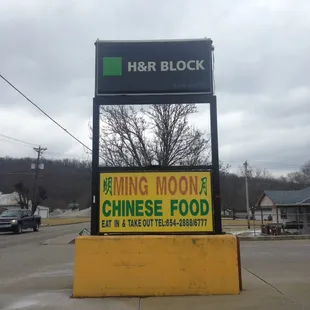 H&R BLOCK
明 MING MOON 月
CHINESE FOOD
EAT IN & TAKE OUT TEL:654-2888/6777